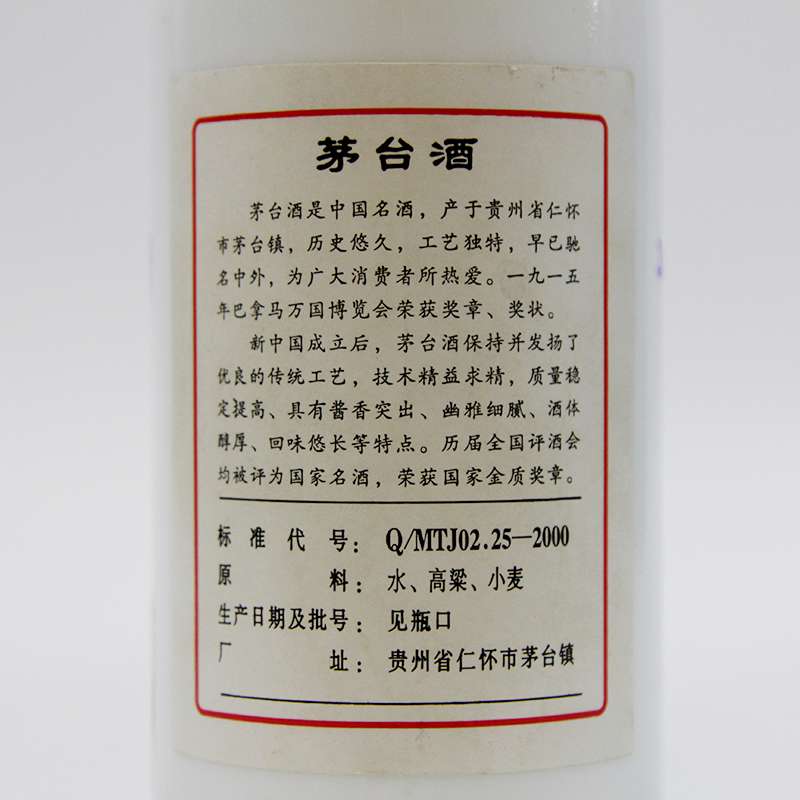 茅台酒
茅台酒是中国名酒，产于贵州省仁怀
市茅台镇，历史悠久，工艺独特，早已驰
名中外，为广大消费者所热爱。一九一五
年巴拿马万国博览会荣获奖章、奖状。
新中国成立后，茅台酒保持并发扬了
优良的传统工艺，技术精益求精，质量稳
定提高、具有酱香突出、幽雅细腻、酒体
醇厚、回味悠长等特点。历届全国评酒会
均被评为国家名酒，荣获国家金质奖章。
标准代号：Q/MTJ02.25—2000
原料：水、高粱、小麦
生产日期及批号：见瓶口
厂址：贵州省仁怀市茅台镇